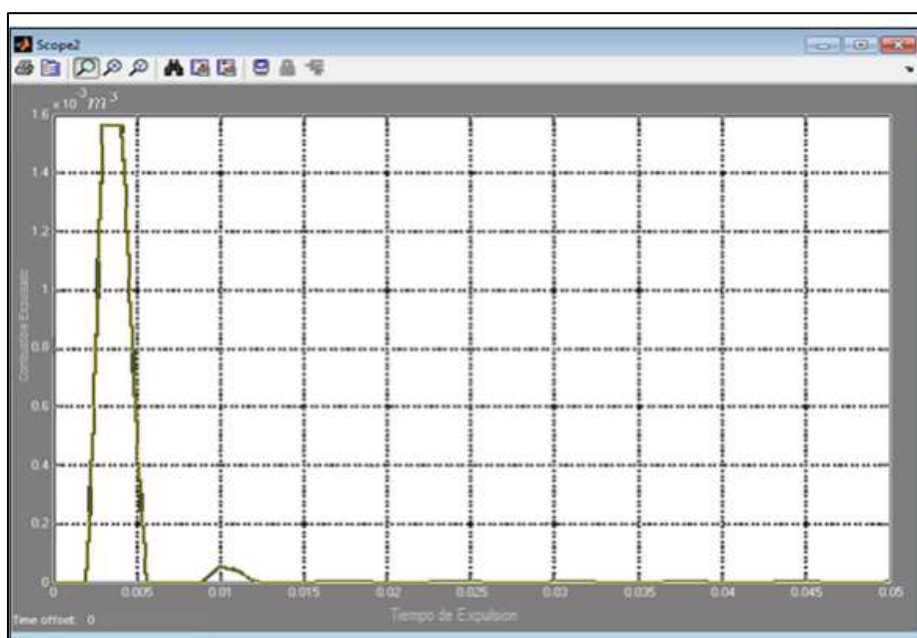 Scope2
×10⁻³m³
1.6
1.4
1.2
1
0.8
0.6
0.4
0.2
0
Combustible Expulsado
0 0.005 0.01 0.015 0.02 0.025 0.03 0.035 0.04 0.045 0.05
Tiempo de Expulsion
Time offset: 0